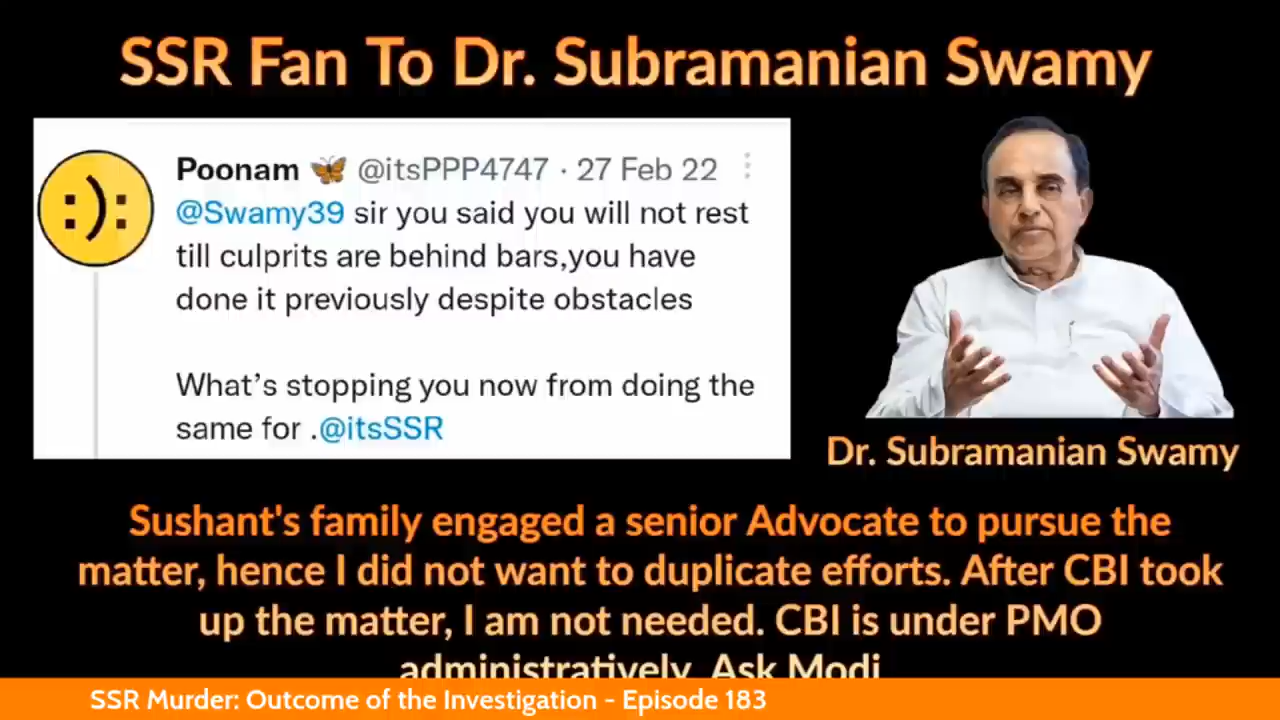 SSR Fan To Dr. Subramanian Swamy
Poonam 🦋 @itsPPP4747 · 27 Feb 22
@Swamy39 sir you said you will not rest
till culprits are behind bars,you have
done it previously despite obstacles
What's stopping you now from doing the
same for .@itsSSR
Dr. Subramanian Swamy
Sushant's family engaged a senior Advocate to pursue the
matter, hence I did not want to duplicate efforts. After CBI took
up the matter, I am not needed. CBI is under PMO
administratively. Ask Modi
SSR Murder: Outcome of the Investigation - Episode 183